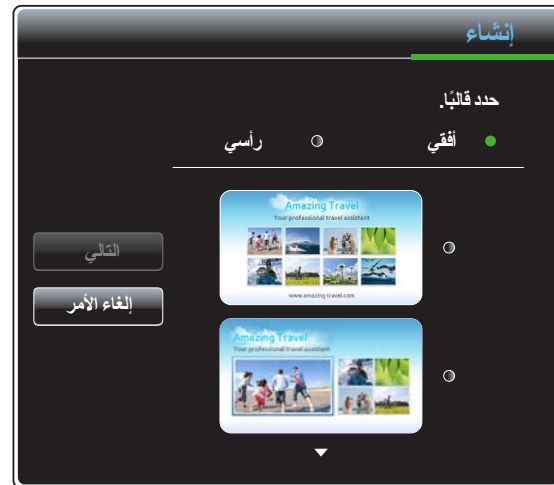 إنشاء
حدد قالبًا.
أفقي
رأسي
Amazing Travel
Your professional travel assistant
www.amazing travel.com
Amazing Travel
Your professional travel assistant
التالي
إلغاء الأمر